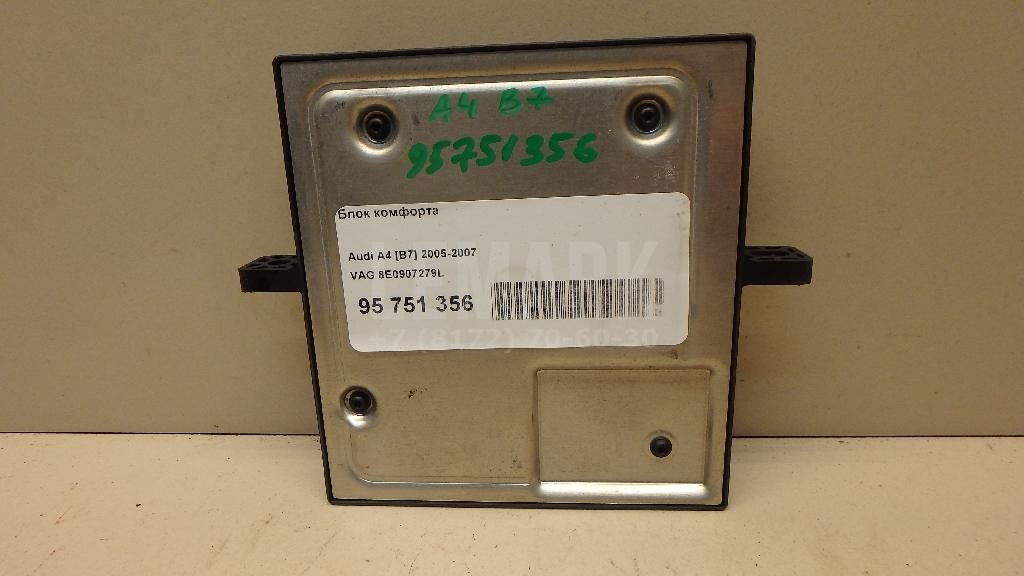 A4 B7
95751356
Блок комфорта
LEMARK
Audi A4 [B7] 2005-2007
VAG 8E0907279L
95 751 356
+7 (8172) 70-60-30